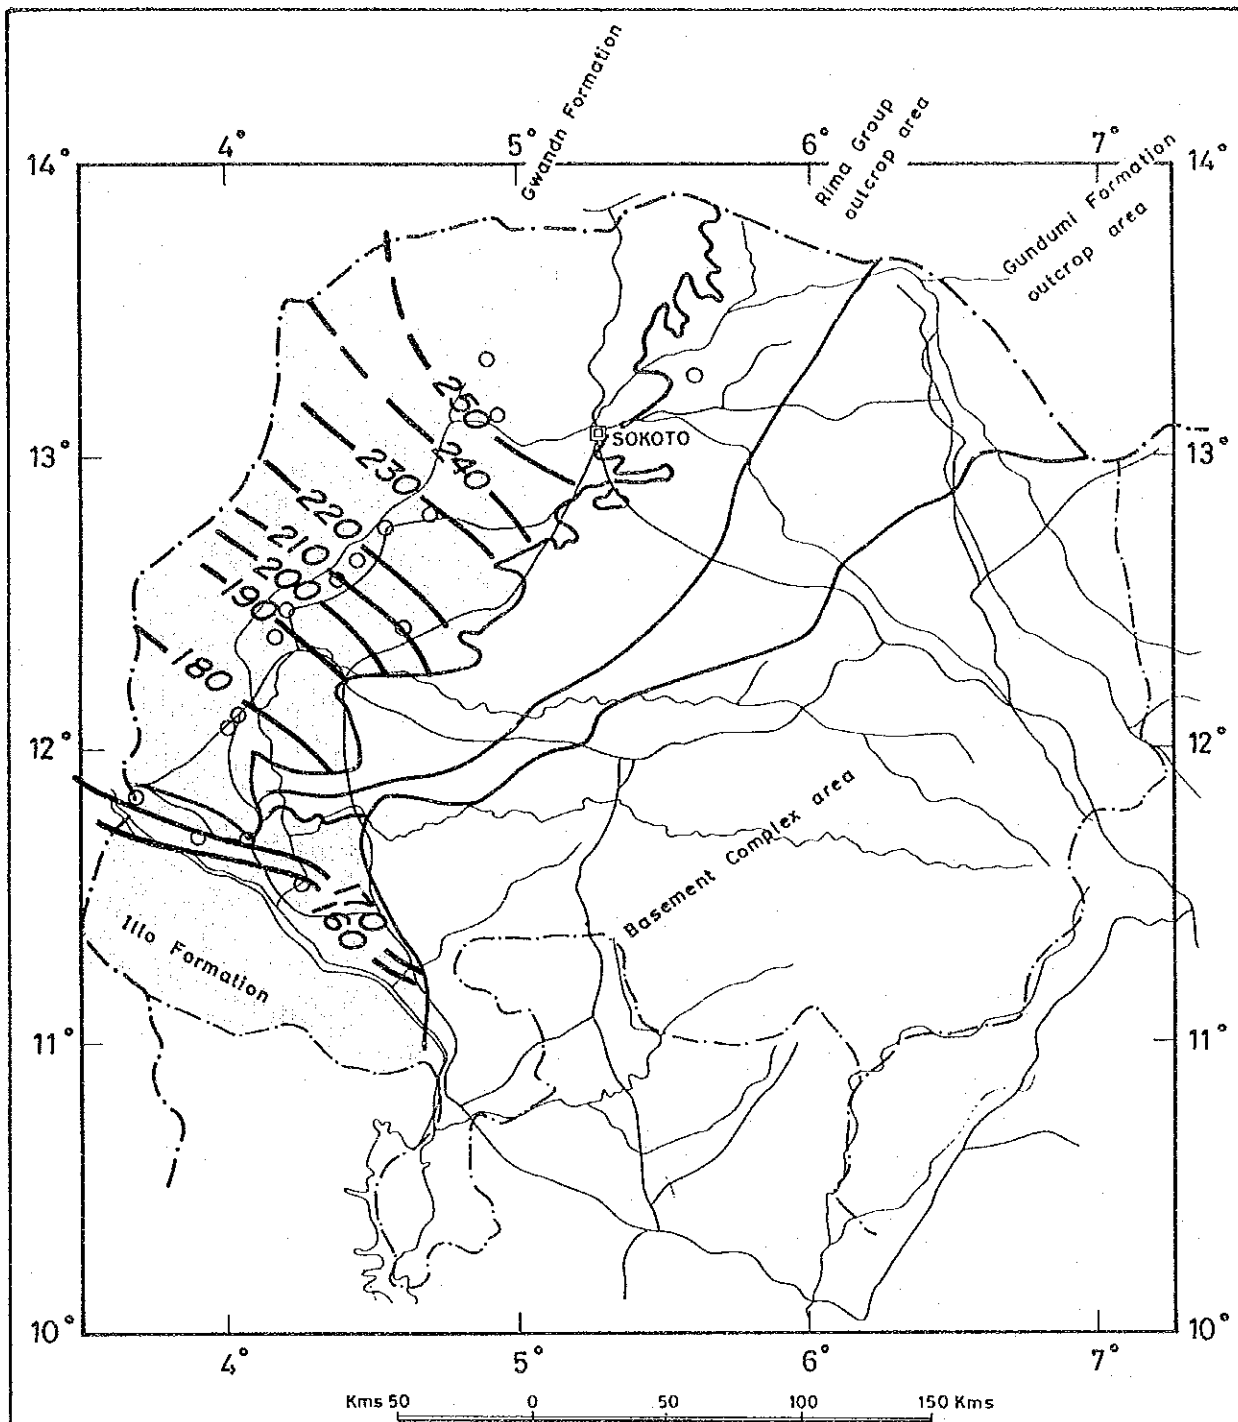 Gwandn Formation
Rima Group
outcrop area
Gundumi Formation
outcrop area
4° 5° 6° 7°
14° 14°
250
SOKOTO
240
13° 230 13°
220
210
200
190
180
12° 12°
Basement Complex area
170
160
Illo Formation
11° 11°
10° 10°
4° 5° 6° 7°
Kms 50 0 50 100 150 Kms